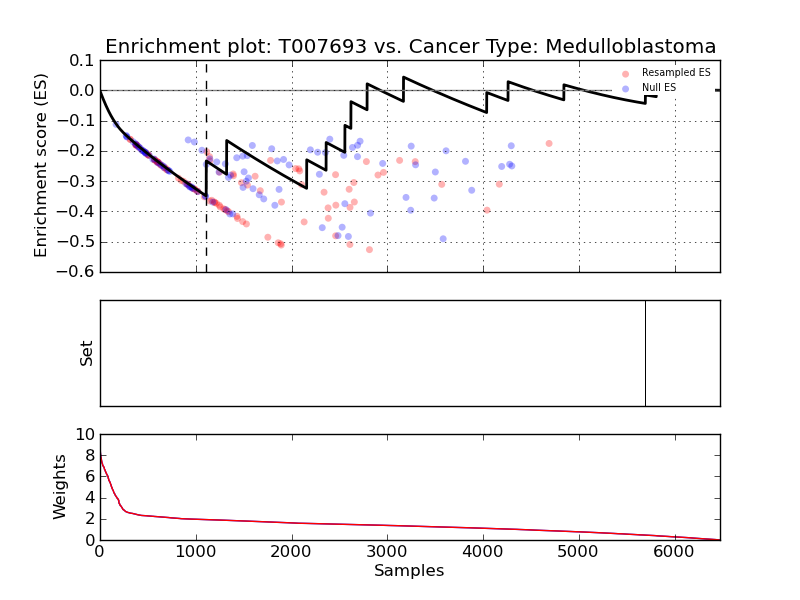 Enrichment plot: T007693 vs. Cancer Type: Medulloblastoma
Enrichment score (ES)
0.1
0.0
−0.1
−0.2
−0.3
−0.4
−0.5
−0.6
Resampled ES
Null ES
Set
Weights
10
8
6
4
2
0
0 1000 2000 3000 4000 5000 6000
Samples